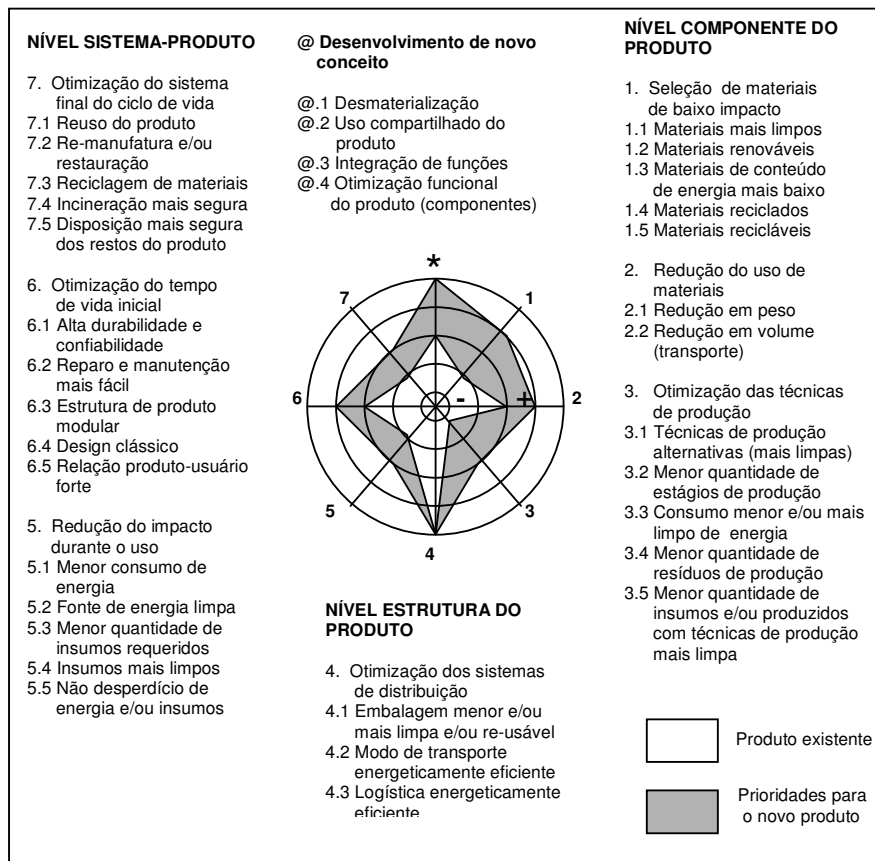 NÍVEL SISTEMA-PRODUTO
7. Otimização do sistema
final do ciclo de vida
7.1 Reuso do produto
7.2 Re-manufatura e/ou
restauração
7.3 Reciclagem de materiais
7.4 Incineração mais segura
7.5 Disposição mais segura
dos restos do produto
6. Otimização do tempo
de vida inicial
6.1 Alta durabilidade e
confiabilidade
6.2 Reparo e manutenção
mais fácil
6.3 Estrutura de produto
modular
6.4 Design clássico
6.5 Relação produto-usuário
forte
5. Redução do impacto
durante o uso
5.1 Menor consumo de
energia
5.2 Fonte de energia limpa
5.3 Menor quantidade de
insumos requeridos
5.4 Insumos mais limpos
5.5 Não desperdício de
energia e/ou insumos
@ Desenvolvimento de novo
conceito
@.1 Desmaterialização
@.2 Uso compartilhado do
produto
@.3 Integração de funções
@.4 Otimização funcional
do produto (componentes)
*
7
1
6
-
+
2
5
3
4
NÍVEL ESTRUTURA DO
PRODUTO
4. Otimização dos sistemas
de distribuição
4.1 Embalagem menor e/ou
mais limpa e/ou re-usável
4.2 Modo de transporte
energeticamente eficiente
4.3 Logística energeticamente
eficiente
NÍVEL COMPONENTE DO
PRODUTO
1. Seleção de materiais
de baixo impacto
1.1 Materiais mais limpos
1.2 Materiais renováveis
1.3 Materiais de conteúdo
de energia mais baixo
1.4 Materiais reciclados
1.5 Materiais recicláveis
2. Redução do uso de
materiais
2.1 Redução em peso
2.2 Redução em volume
(transporte)
3. Otimização das técnicas
de produção
3.1 Técnicas de produção
alternativas (mais limpas)
3.2 Menor quantidade de
estágios de produção
3.3 Consumo menor e/ou mais
limpo de energia
3.4 Menor quantidade de
resíduos de produção
3.5 Menor quantidade de
insumos e/ou produzidos
com técnicas de produção
mais limpa
Produto existente
Prioridades para
o novo produto